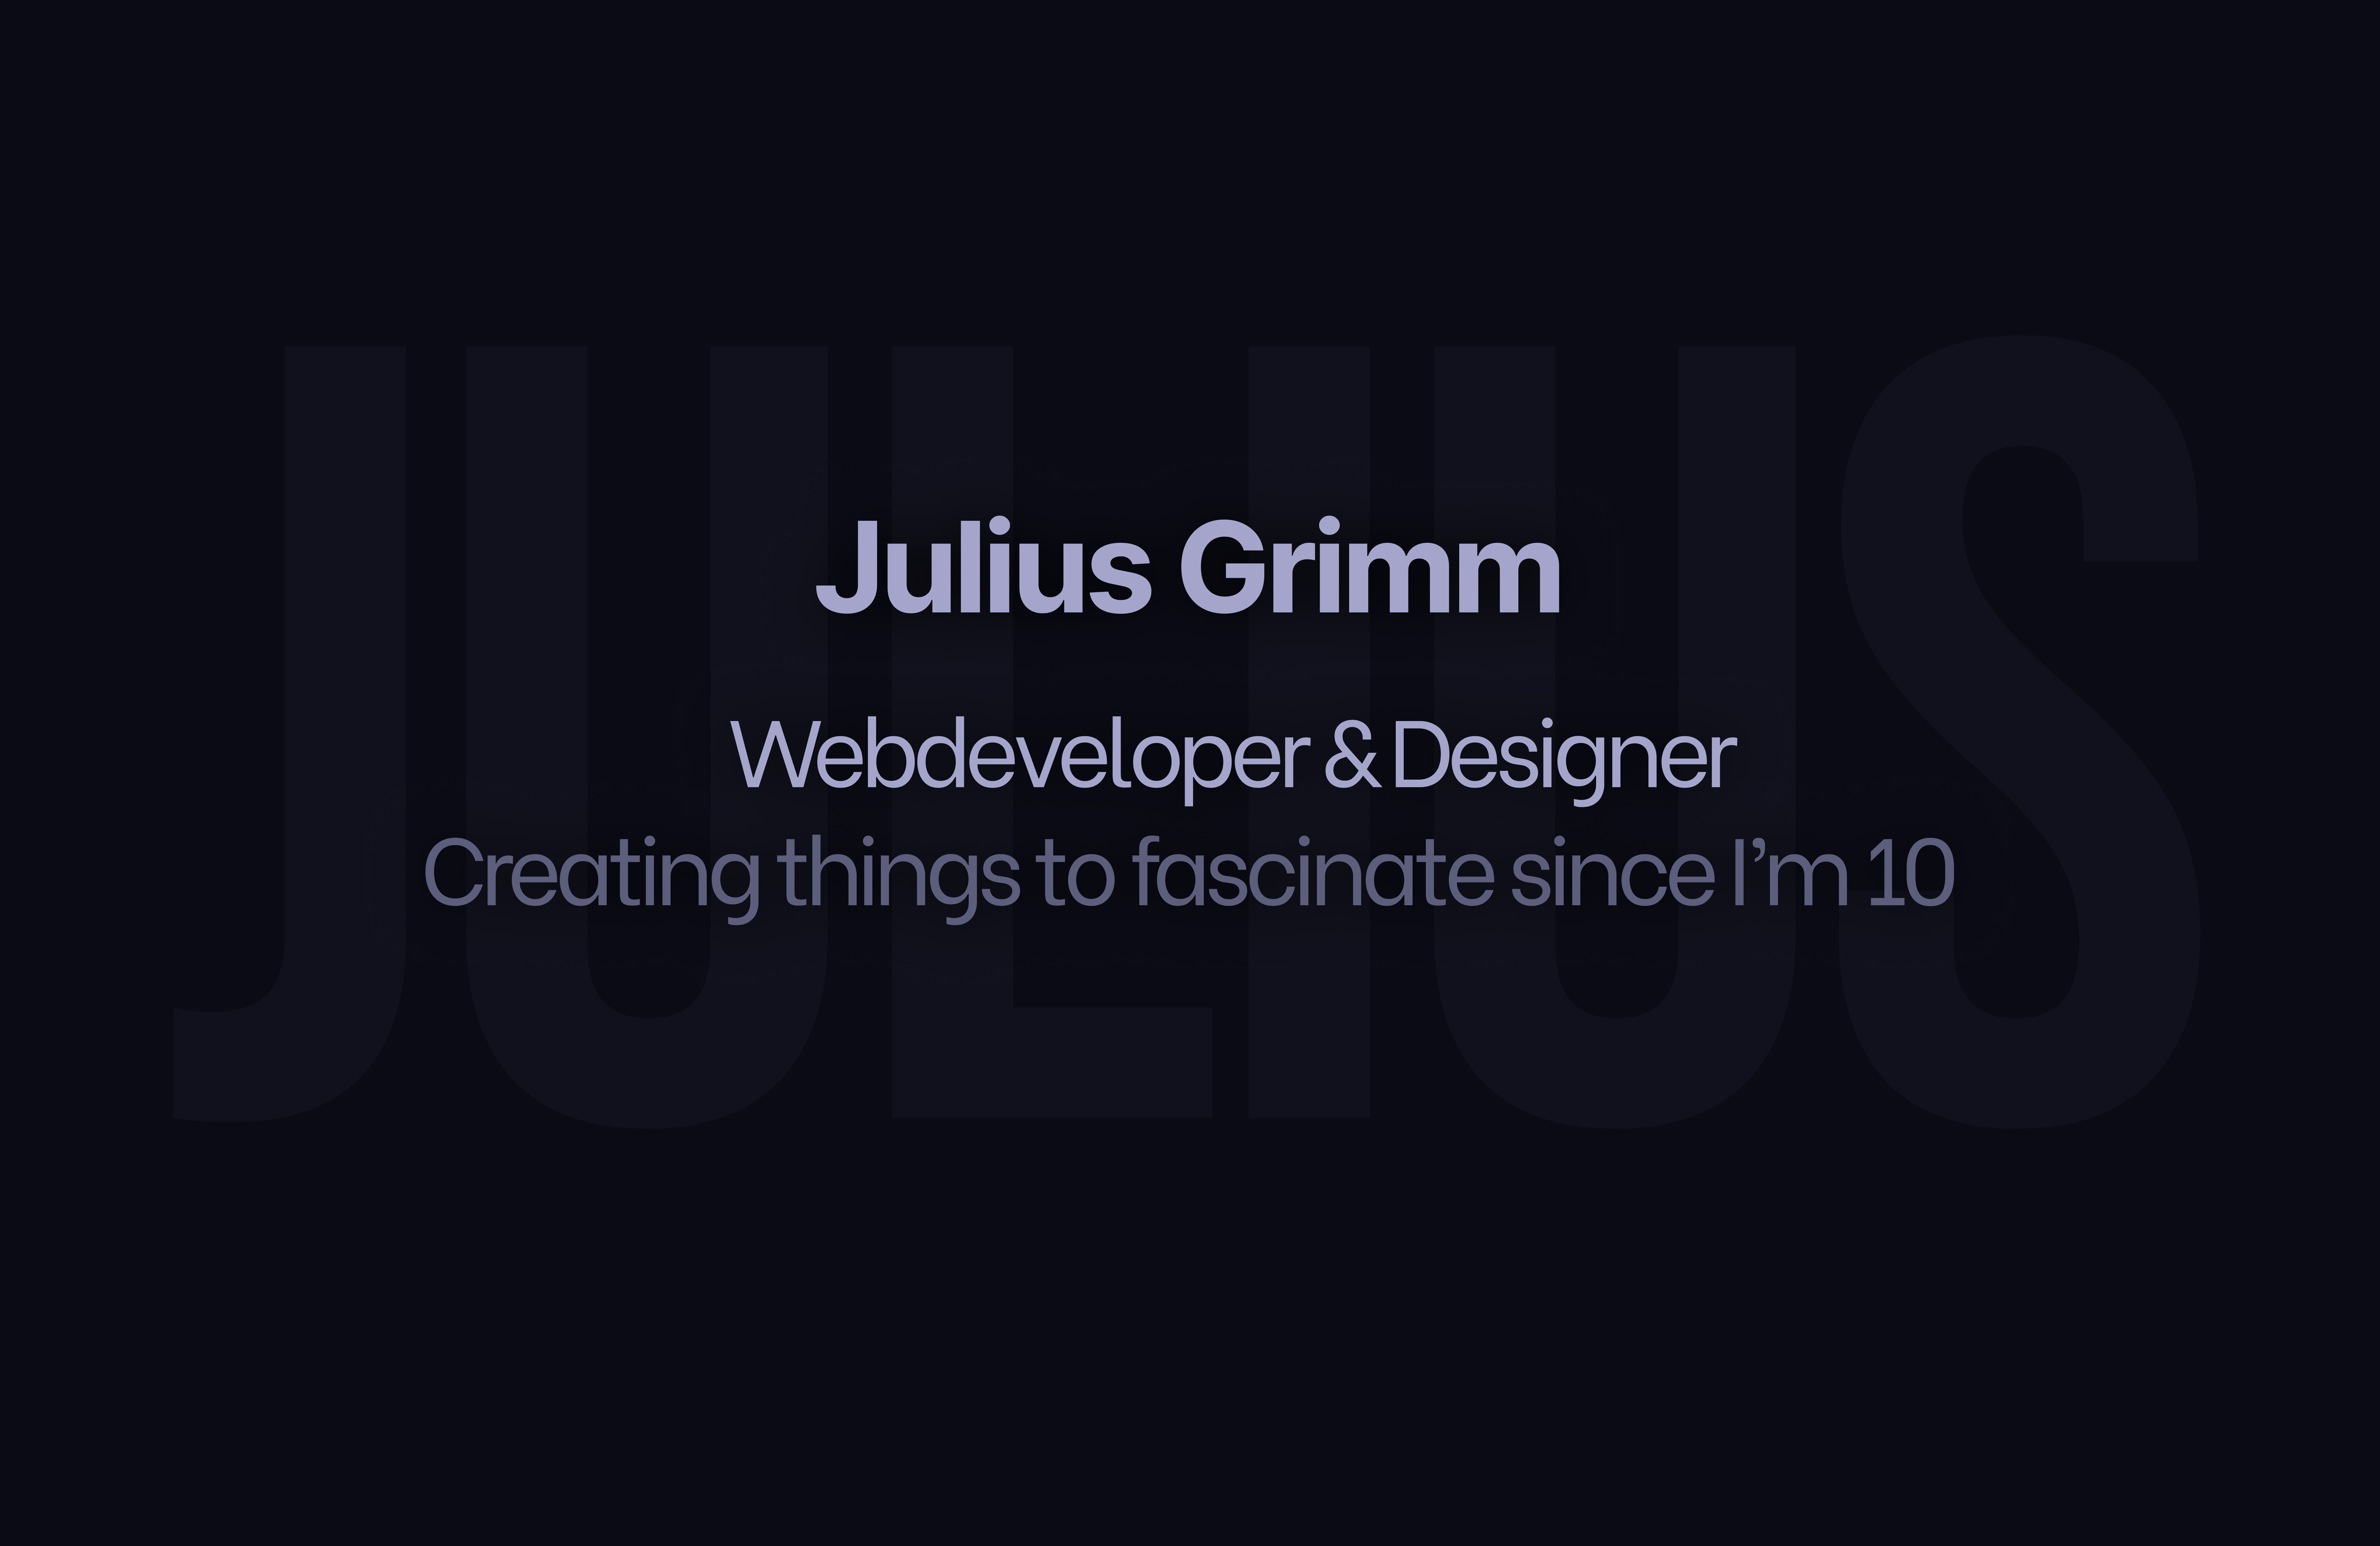 JULIUS
Julius Grimm
Webdeveloper & Designer
Creating things to fascinate since I’m 10